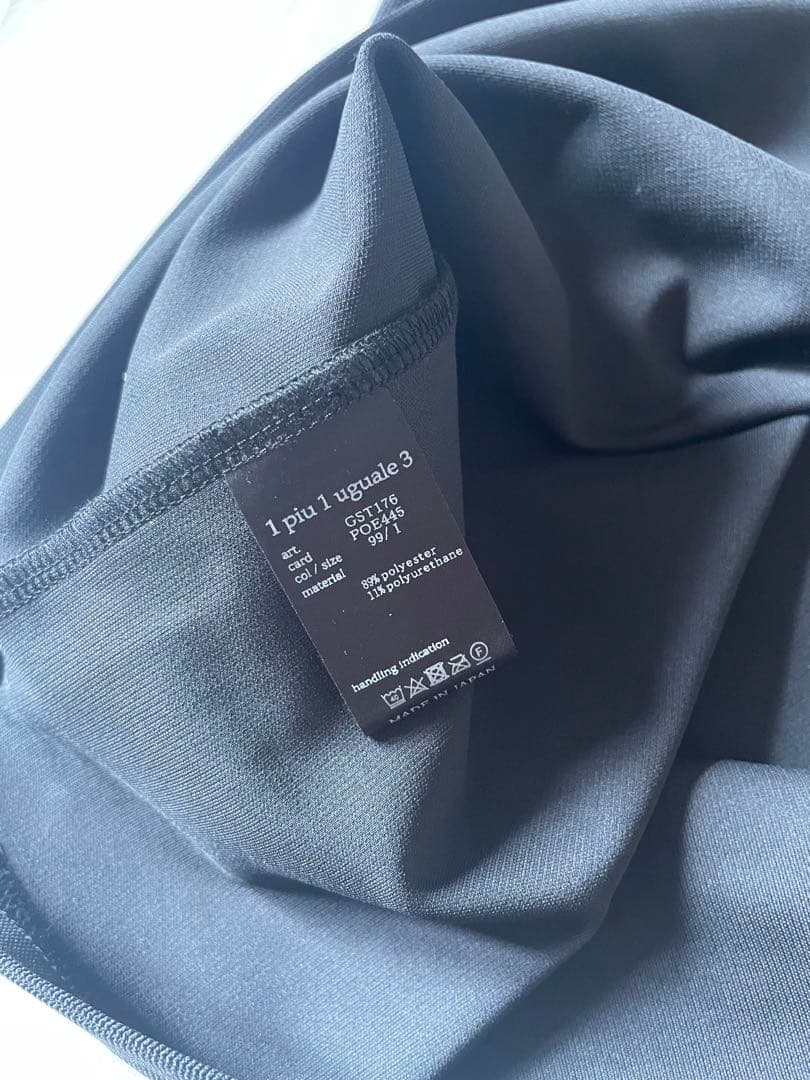 1 piu 1 uguale 3
art. GST176
card POE445
col / size 99/ I
material 89% polyester
11% polyurethane
handling indication
40 F
MADE IN JAPAN